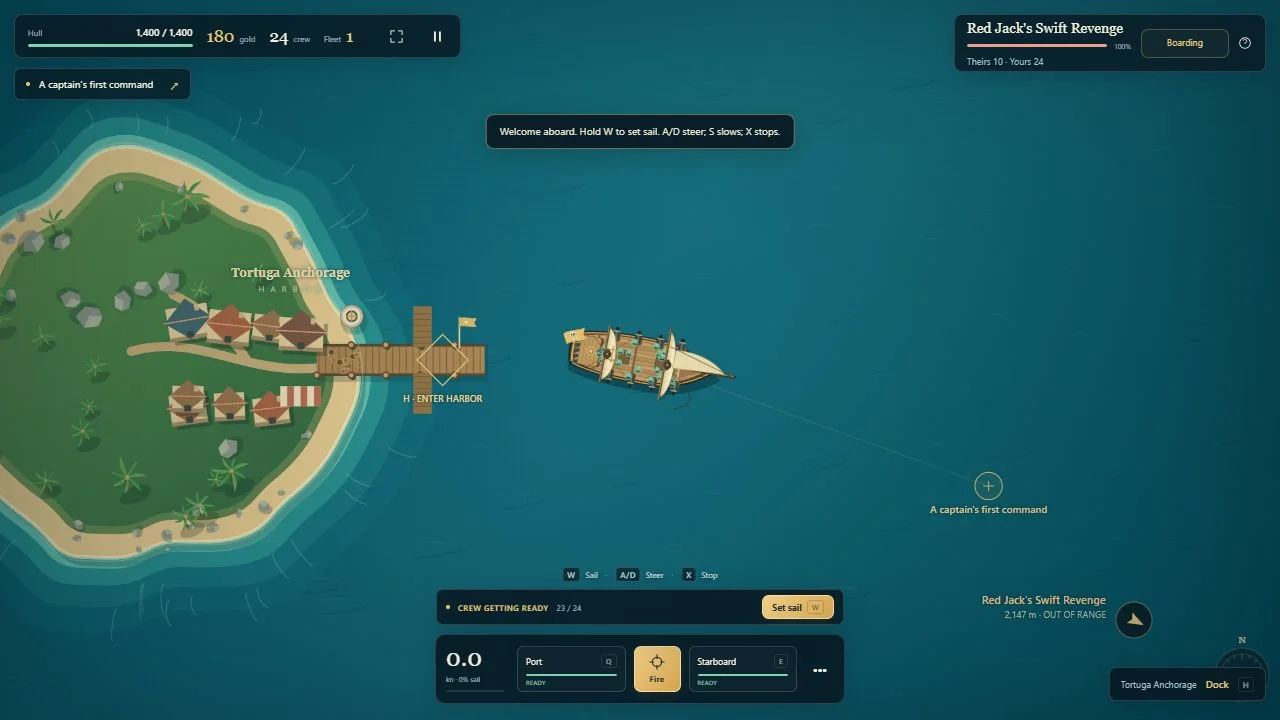 Hull 1,400 / 1,400 180 gold 24 crew Fleet 1
A captain's first command
Red Jack's Swift Revenge
100%
Boarding
Theirs 10 · Yours 24
Welcome aboard. Hold W to set sail. A/D steer; S slows; X stops.
Tortuga Anchorage
H · ENTER HARBOR
A captain's first command
W Sail · A/D Steer · X Stop
CREW GETTING READY 23 / 24
Set sail W
Red Jack's Swift Revenge
2,147 m · OUT OF RANGE
0.0
kn · 0% sail
Port Q
READY
Fire
Starboard E
READY
N
Tortuga Anchorage Dock H